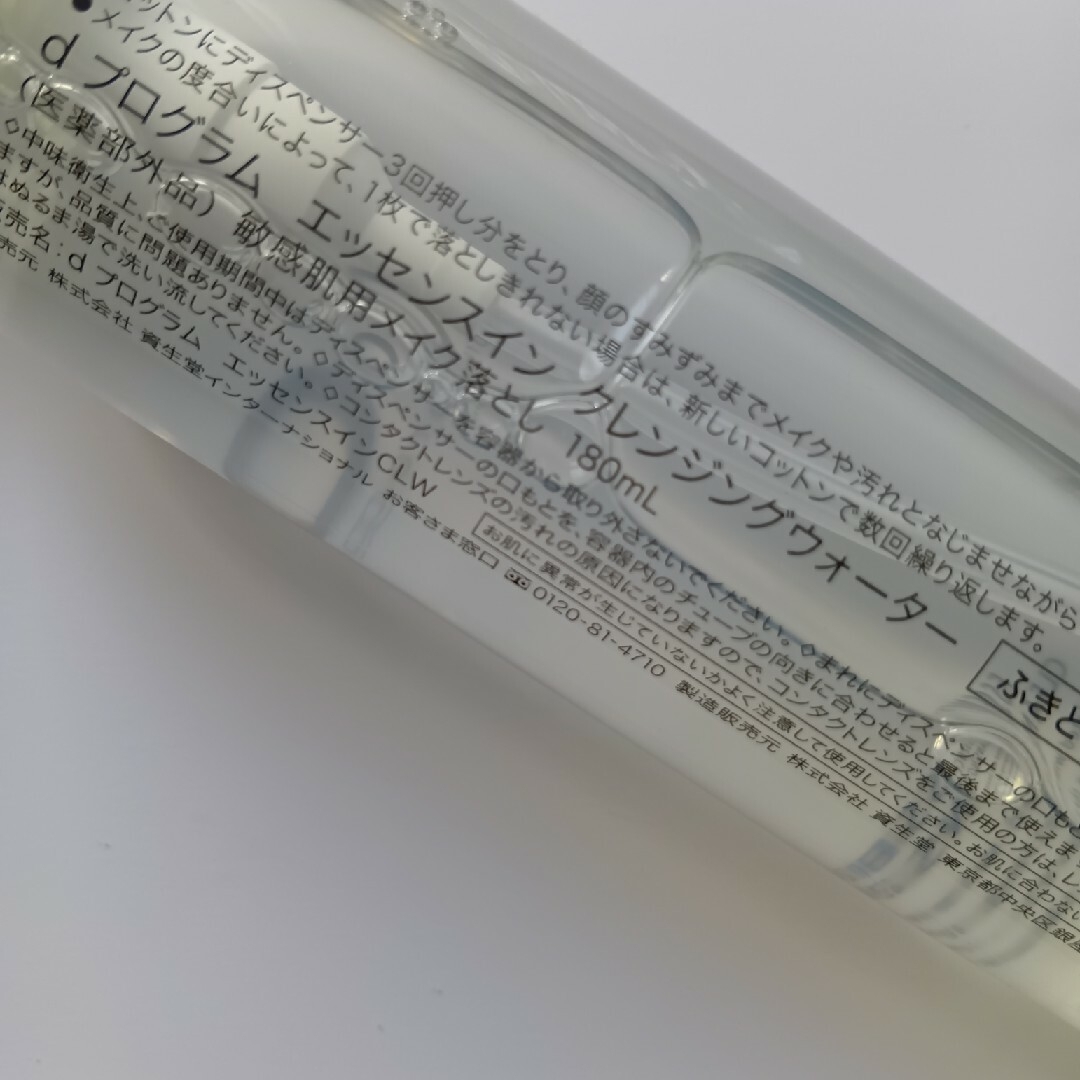 コットンにディスペンサー3回押し分をとり、顔のすみずみまでメイクや汚れとなじませながら
メイクの度合いによって、1枚で落としきれない場合は、新しいコットンで数回繰り返します。
d プログラム エッセンスイン クレンジングウオーター ふきと
(医薬部外品) 敏感肌用メイク落とし 180mL
◇中味衛生上、ご使用期間中はディスペンサーを容器から取り外さないでください。◇まれにディスペンサーの口もと
ますが、品質に問題ありません。◇ディスペンサーの口もとを、容器内のチューブの向きに合わせると最後まで使えます
ぬるま湯で洗い流してください。◇コンタクトレンズの汚れの原因になりますので、コンタクトレンズをご使用の方は、レ
売名：d プログラム エッセンスインCLW お肌に異常が生じていないかよく注意して使用してください。お肌に合わない
売元 株式会社 資生堂インターナショナル お客さま窓口 0120-81-4710 製造販売元 株式会社 資生堂 東京都中央区銀座